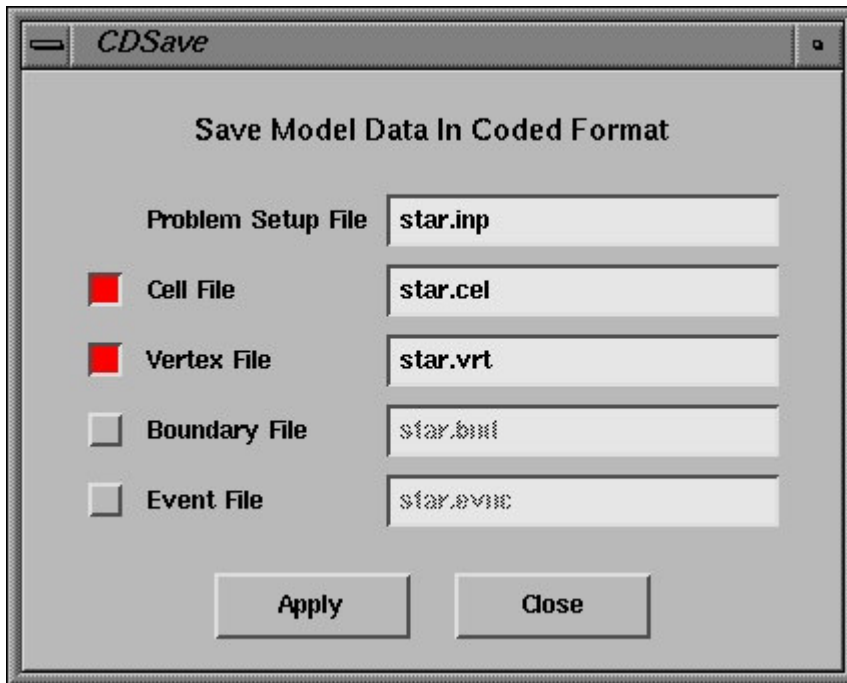 CDSave
Save Model Data In Coded Format
Problem Setup File star.inp
Cell File star.cel
Vertex File star.vrt
Boundary File star.bnd
Event File star.evnc
Apply Close